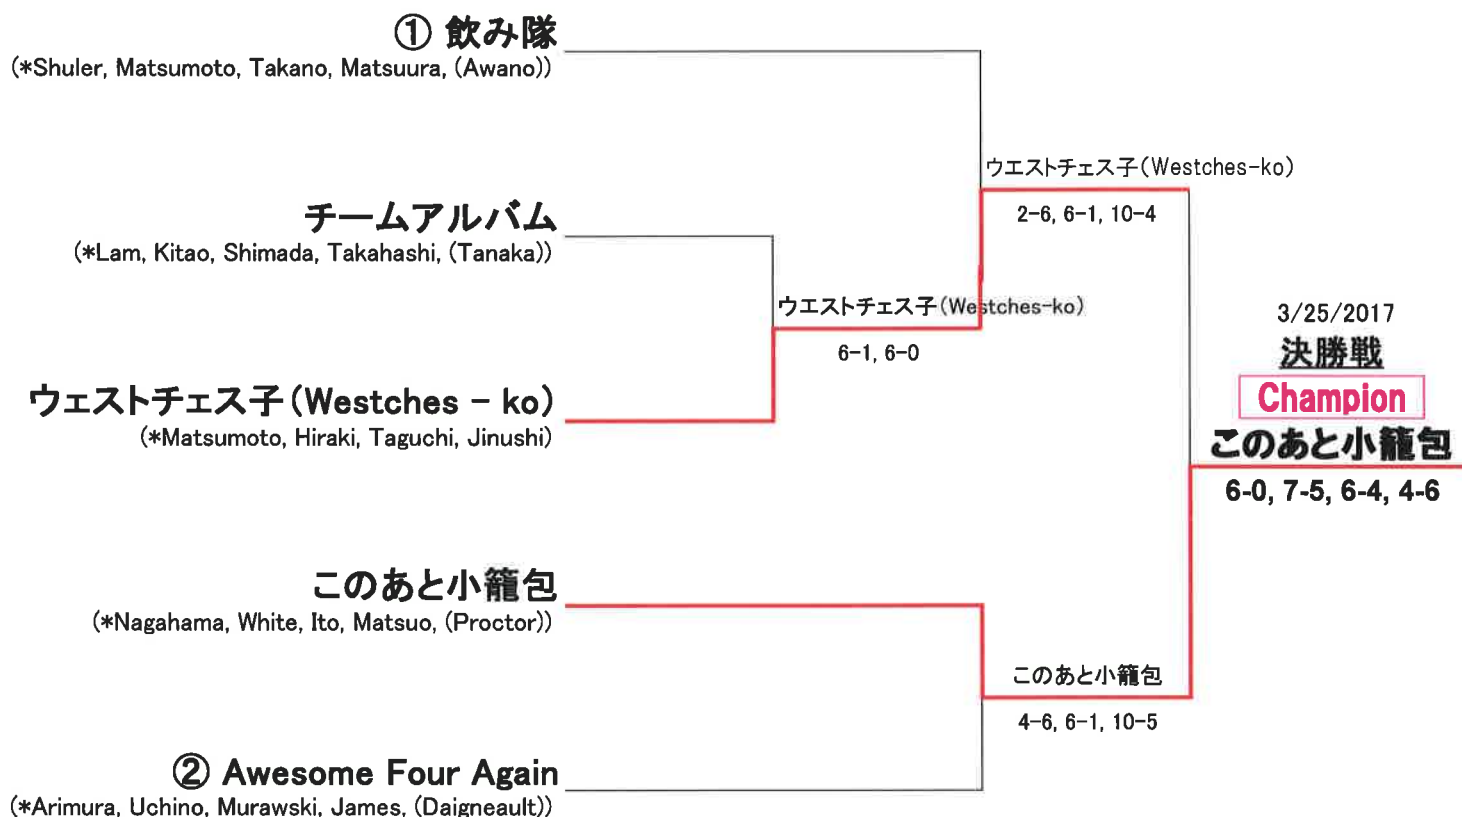 ① 飲み隊
(*Shuler, Matsumoto, Takano, Matsuura, (Awano))
ウエストチェス子(Westches-ko)
2-6, 6-1, 10-4
チームアルバム
(*Lam, Kitao, Shimada, Takahashi, (Tanaka))
ウエストチェス子(Westches-ko)
6-1, 6-0
3/25/2017
決勝戦
Champion
このあと小籠包
6-0, 7-5, 6-4, 4-6
ウェストチェス子(Westches - ko)
(*Matsumoto, Hiraki, Taguchi, Jinushi)
このあと小籠包
(*Nagahama, White, Ito, Matsuo, (Proctor))
このあと小籠包
4-6, 6-1, 10-5
② Awesome Four Again
(*Arimura, Uchino, Murawski, James, (Daigneault))